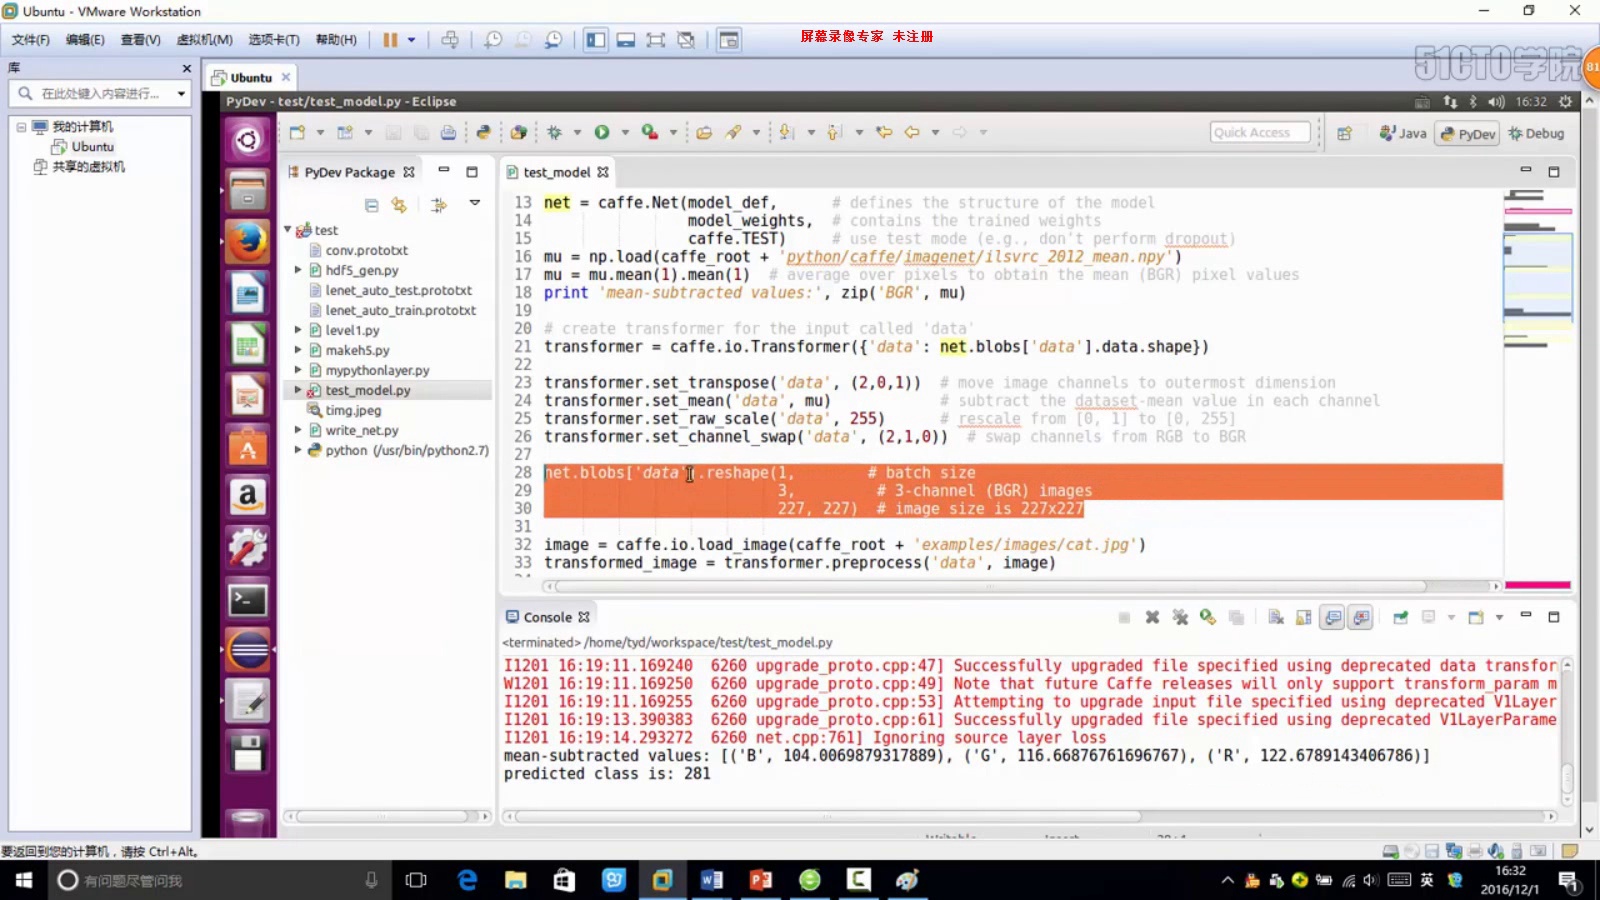 Ubuntu - VMware Workstation
文件(F) 编辑(E) 查看(V) 虚拟机(M) 选项卡(T) 帮助(H)
屏幕录像专家 未注册
51CTO学院
81
库
Ubuntu
在此处键入内容进行...
我的计算机
Ubuntu
共享的虚拟机
PyDev - test/test_model.py - Eclipse
16:32
Quick Access
Java
PyDev
Debug
PyDev Package
test
conv.prototxt
hdf5_gen.py
lenet_auto_test.prototxt
lenet_auto_train.prototxt
level1.py
makeh5.py
mypythonlayer.py
test_model.py
timg.jpeg
write_net.py
python (/usr/bin/python2.7)
test_model
13 net = caffe.Net(model_def, # defines the structure of the model
14 model_weights, # contains the trained weights
15 caffe.TEST) # use test mode (e.g., don't perform dropout)
16 mu = np.load(caffe_root + 'python/caffe/imagenet/ilsvrc_2012_mean.npy')
17 mu = mu.mean(1).mean(1) # average over pixels to obtain the mean (BGR) pixel values
18 print 'mean-subtracted values:', zip('BGR', mu)
19
20 # create transformer for the input called 'data'
21 transformer = caffe.io.Transformer({'data': net.blobs['data'].data.shape})
22
23 transformer.set_transpose('data', (2,0,1)) # move image channels to outermost dimension
24 transformer.set_mean('data', mu) # subtract the dataset-mean value in each channel
25 transformer.set_raw_scale('data', 255) # rescale from [0, 1] to [0, 255]
26 transformer.set_channel_swap('data', (2,1,0)) # swap channels from RGB to BGR
27
28 net.blobs['data'].reshape(1, # batch size
29 3, # 3-channel (BGR) images
30 227, 227) # image size is 227x227
31
32 image = caffe.io.load_image(caffe_root + 'examples/images/cat.jpg')
33 transformed_image = transformer.preprocess('data', image)
Console
<terminated> /home/tyd/workspace/test/test_model.py
I1201 16:19:11.169240 6260 upgrade_proto.cpp:47] Successfully upgraded file specified using deprecated data transfor
W1201 16:19:11.169250 6260 upgrade_proto.cpp:49] Note that future Caffe releases will only support transform_param m
I1201 16:19:11.169255 6260 upgrade_proto.cpp:53] Attempting to upgrade input file specified using deprecated V1Layer
I1201 16:19:13.390383 6260 upgrade_proto.cpp:61] Successfully upgraded file specified using deprecated V1LayerParame
I1201 16:19:14.293272 6260 net.cpp:761] Ignoring source layer loss
mean-subtracted values: [('B', 104.0069879317889), ('G', 116.66876761696767), ('R', 122.6789143406786)]
predicted class is: 281
要返回到您的计算机，请按 Ctrl+Alt。
有问题尽管问我
英
16:32
2016/12/1
1